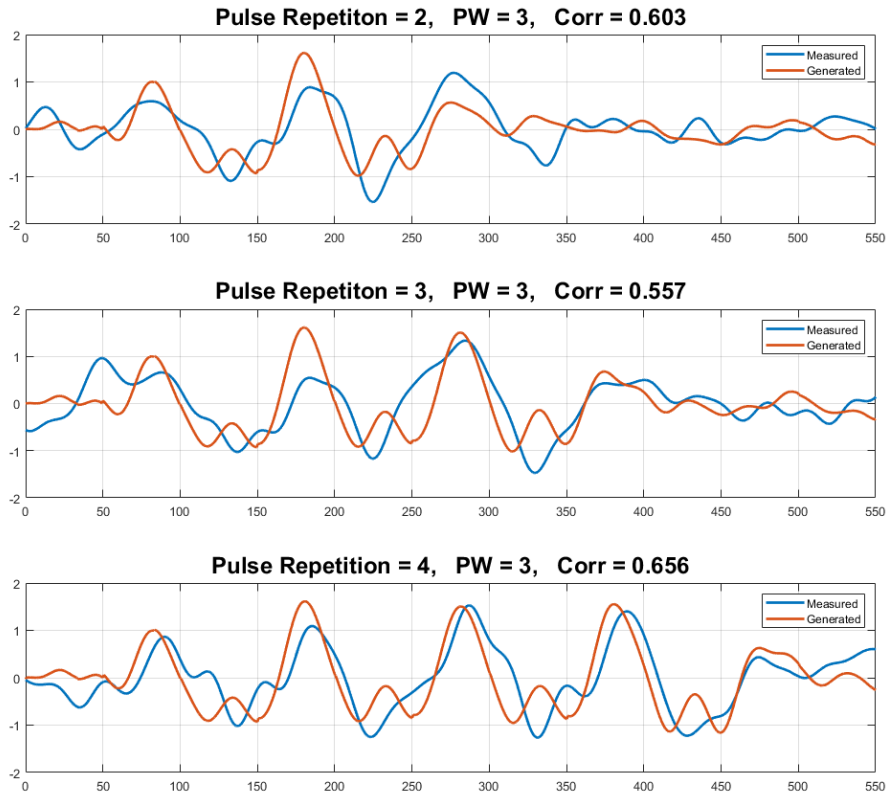 Pulse Repetiton = 2,   PW = 3,   Corr = 0.603
2
1
0
-1
-2
Measured
Generated
0 50 100 150 200 250 300 350 400 450 500 550
Pulse Repetiton = 3,   PW = 3,   Corr = 0.557
2
1
0
-1
-2
Measured
Generated
0 50 100 150 200 250 300 350 400 450 500 550
Pulse Repetition = 4,   PW = 3,   Corr = 0.656
2
1
0
-1
-2
Measured
Generated
0 50 100 150 200 250 300 350 400 450 500 550